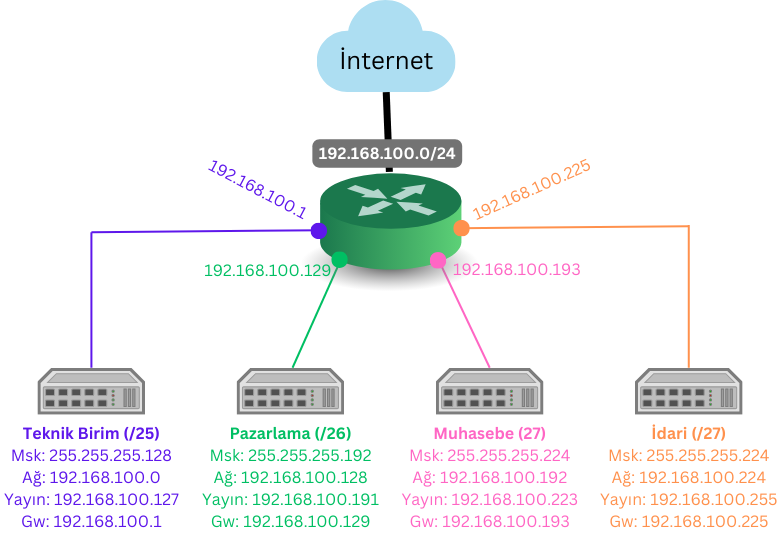 İnternet
192.168.100.0/24
192.168.100.1
192.168.100.225
192.168.100.129
192.168.100.193
Teknik Birim (/25)
Msk: 255.255.255.128
Ağ: 192.168.100.0
Yayın: 192.168.100.127
Gw: 192.168.100.1
Pazarlama (/26)
Msk: 255.255.255.192
Ağ: 192.168.100.128
Yayın: 192.168.100.191
Gw: 192.168.100.129
Muhasebe (27)
Msk: 255.255.255.224
Ağ: 192.168.100.192
Yayın: 192.168.100.223
Gw: 192.168.100.193
İdari (/27)
Msk: 255.255.255.224
Ağ: 192.168.100.224
Yayın: 192.168.100.255
Gw: 192.168.100.225